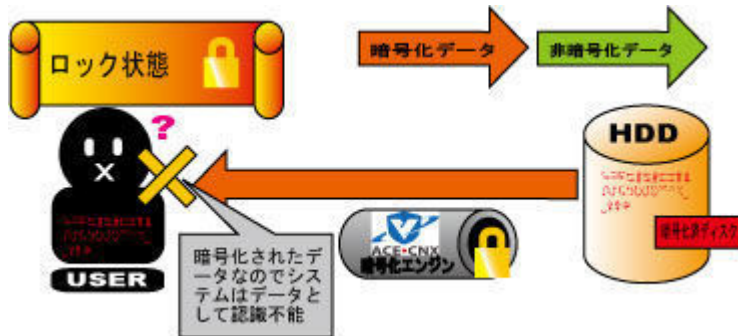 ロック状態
暗号化データ
非暗号化データ
?
HDD
暗号化済ディスク
ACE・CNX
暗号化エンジン
暗号化されたデ
ータなのでシス
テムはデータと
して認識不能
USER